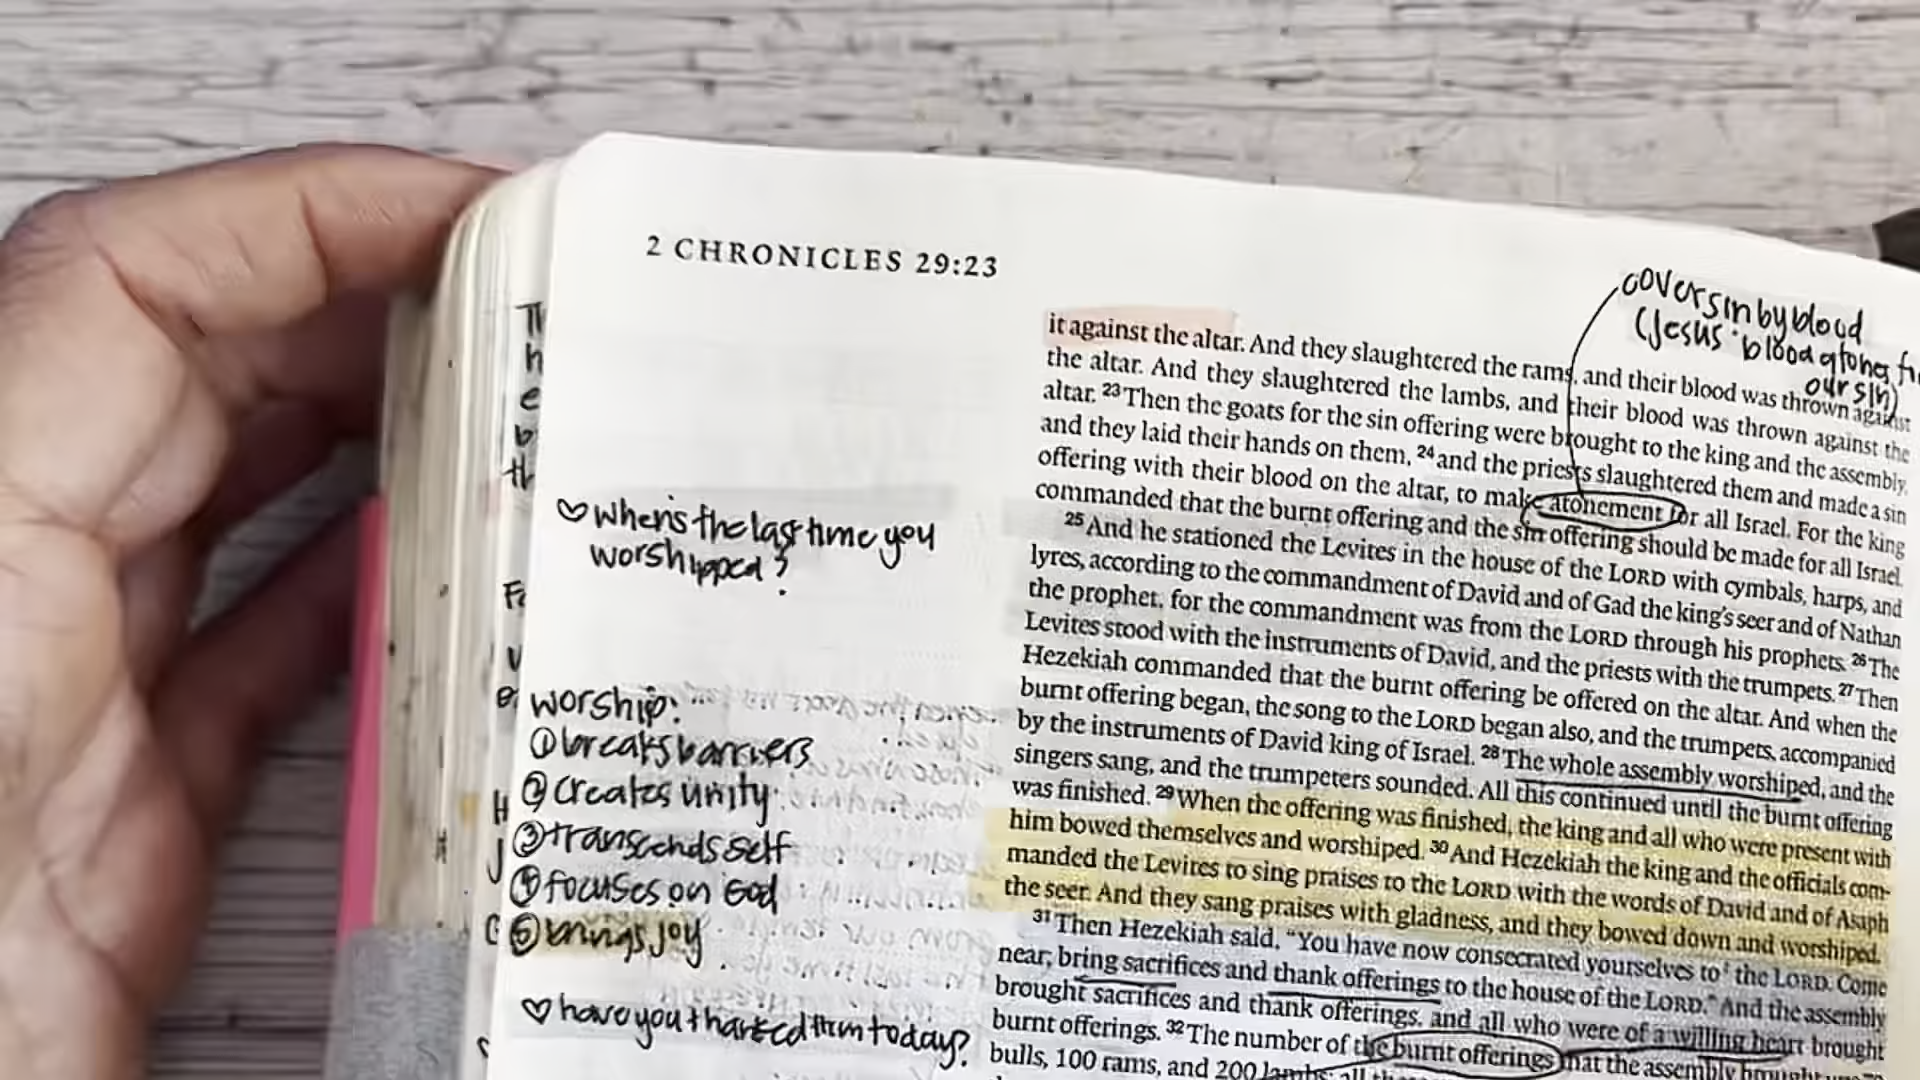 2 CHRONICLES 29:23
cover sin by blood
(Jesus' blood atones for
our sin)
it against the altar. And they slaughtered the rams, and their blood was thrown against
the altar. And they slaughtered the lambs, and their blood was thrown against the
altar. 23 Then the goats for the sin offering were brought to the king and the assembly,
and they laid their hands on them, 24 and the priests slaughtered them and made a sin
offering with their blood on the altar, to make atonement for all Israel. For the king
commanded that the burnt offering and the sin offering should be made for all Israel.
25 And he stationed the Levites in the house of the LORD with cymbals, harps, and
lyres, according to the commandment of David and of Gad the king's seer and of Nathan
the prophet, for the commandment was from the LORD through his prophets. 26 The
Levites stood with the instruments of David, and the priests with the trumpets. 27 Then
Hezekiah commanded that the burnt offering be offered on the altar. And when the
burnt offering began, the song to the LORD began also, and the trumpets, accompanied
by the instruments of David king of Israel. 28 The whole assembly worshiped, and the
singers sang, and the trumpeters sounded. All this continued until the burnt offering
was finished. 29 When the offering was finished, the king and all who were present with
him bowed themselves and worshiped. 30 And Hezekiah the king and the officials com-
manded the Levites to sing praises to the LORD with the words of David and of Asaph
the seer. And they sang praises with gladness, and they bowed down and worshiped.
31 Then Hezekiah said, "You have now consecrated yourselves to the LORD. Come
near; bring sacrifices and thank offerings to the house of the LORD." And the assembly
brought sacrifices and thank offerings, and all who were of a willing heart brought
burnt offerings. 32 The number of the burnt offerings that the assembly brought was 70
bulls, 100 rams, and 200 lambs; all
♡ when's the last time you
worshipped?
worship:
① breaks barriers
② creates unity
③ transcends self
④ focuses on God
⑤ brings joy
♡ have you thanked Him today?